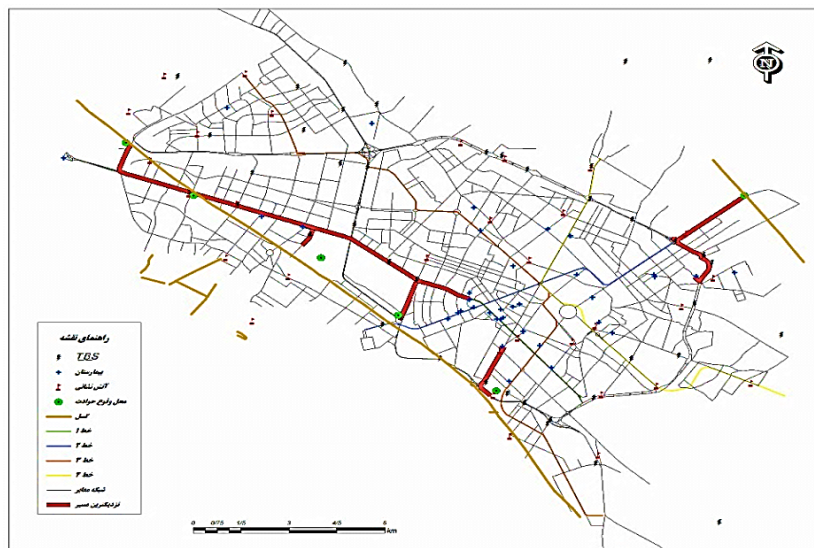 N
راهنمای نقشه
T.G.S
بیمارستان
آتش نشانی
محل وقوع حوادث
گسل
خط ۱
خط ۲
خط ۳
خط ۴
شبکه معابر
نزدیکترین مسیر
0 0/75 1/5 3 4/5 6
km